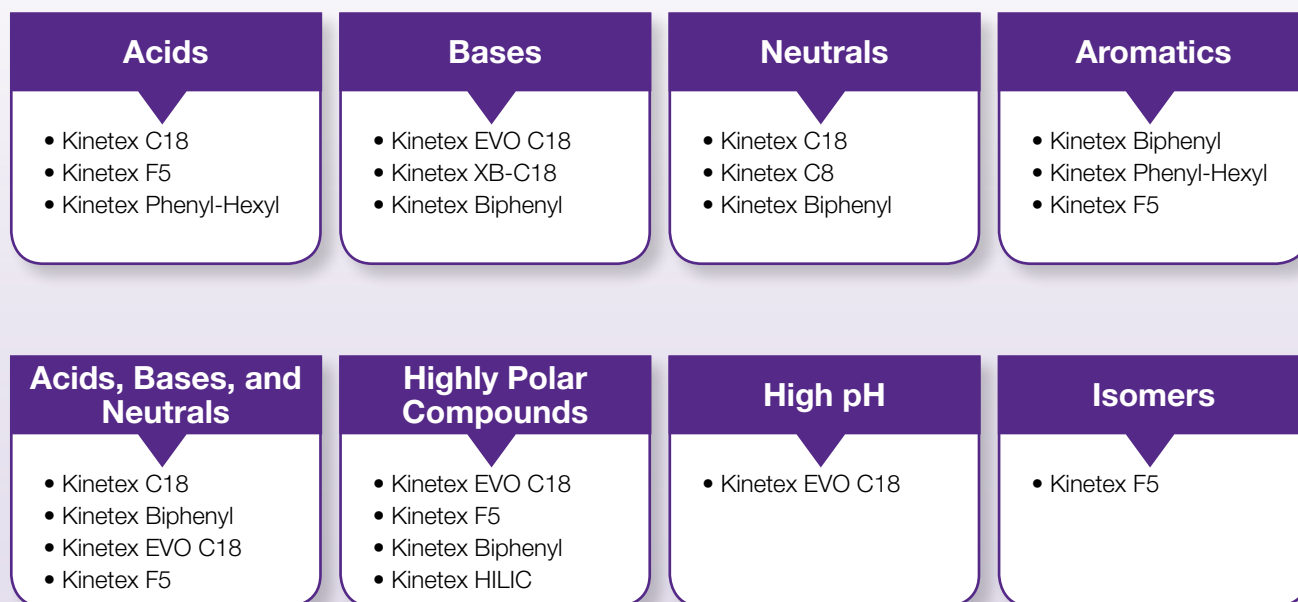 Acids
• Kinetex C18
• Kinetex F5
• Kinetex Phenyl-Hexyl
Bases
• Kinetex EVO C18
• Kinetex XB-C18
• Kinetex Biphenyl
Neutrals
• Kinetex C18
• Kinetex C8
• Kinetex Biphenyl
Aromatics
• Kinetex Biphenyl
• Kinetex Phenyl-Hexyl
• Kinetex F5
Acids, Bases, and
Neutrals
• Kinetex C18
• Kinetex Biphenyl
• Kinetex EVO C18
• Kinetex F5
Highly Polar
Compounds
• Kinetex EVO C18
• Kinetex F5
• Kinetex Biphenyl
• Kinetex HILIC
High pH
• Kinetex EVO C18
Isomers
• Kinetex F5